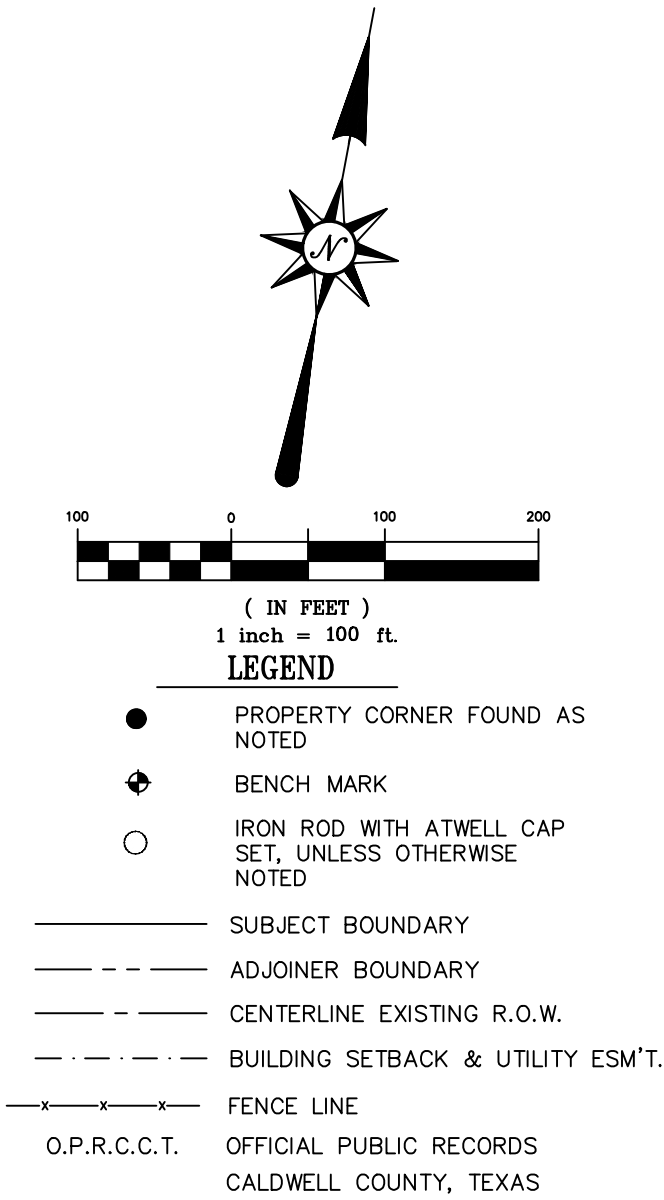 N
100 0 100 200
( IN FEET )
1 inch = 100 ft.
LEGEND
PROPERTY CORNER FOUND AS
NOTED
BENCH MARK
IRON ROD WITH ATWELL CAP
SET, UNLESS OTHERWISE
NOTED
SUBJECT BOUNDARY
ADJOINER BOUNDARY
CENTERLINE EXISTING R.O.W.
BUILDING SETBACK & UTILITY ESM'T.
x x x FENCE LINE
O.P.R.C.C.T. OFFICIAL PUBLIC RECORDS
CALDWELL COUNTY, TEXAS